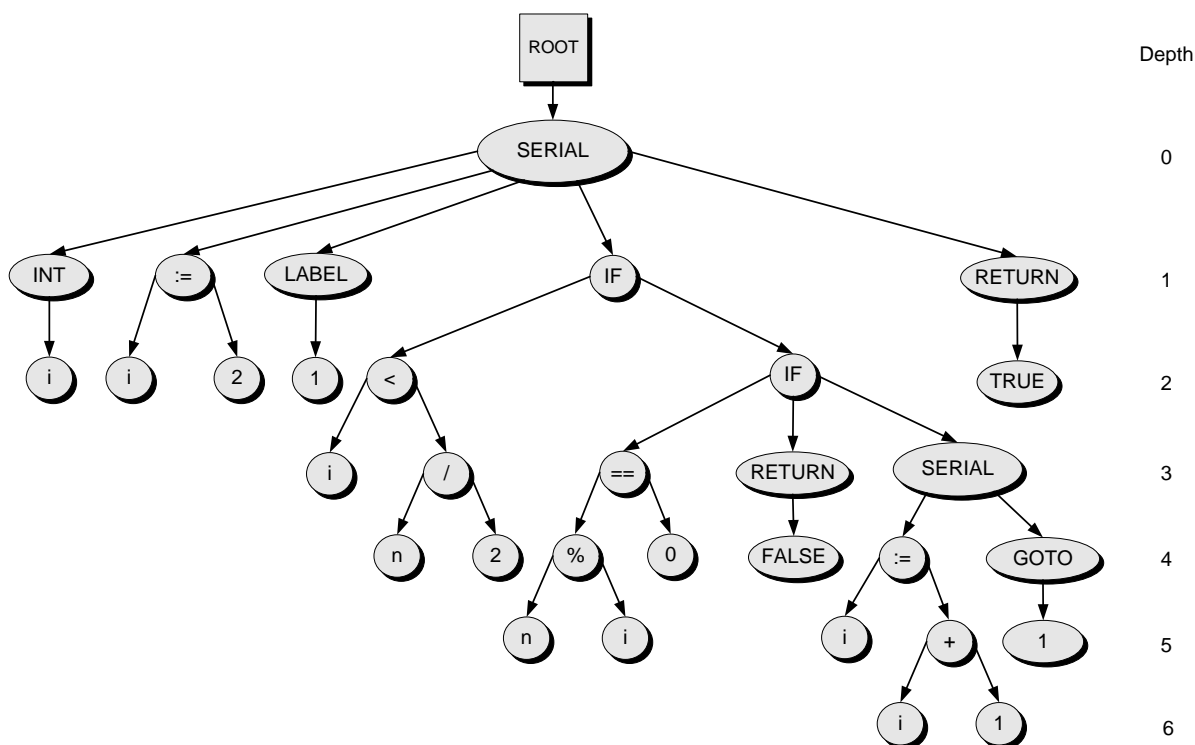 ROOT
Depth
SERIAL
0
INT := LABEL IF RETURN 1
i i 2 1 < IF TRUE 2
i / == RETURN SERIAL 3
n 2 % 0 FALSE := GOTO 4
n i i + 1 5
i 1 6